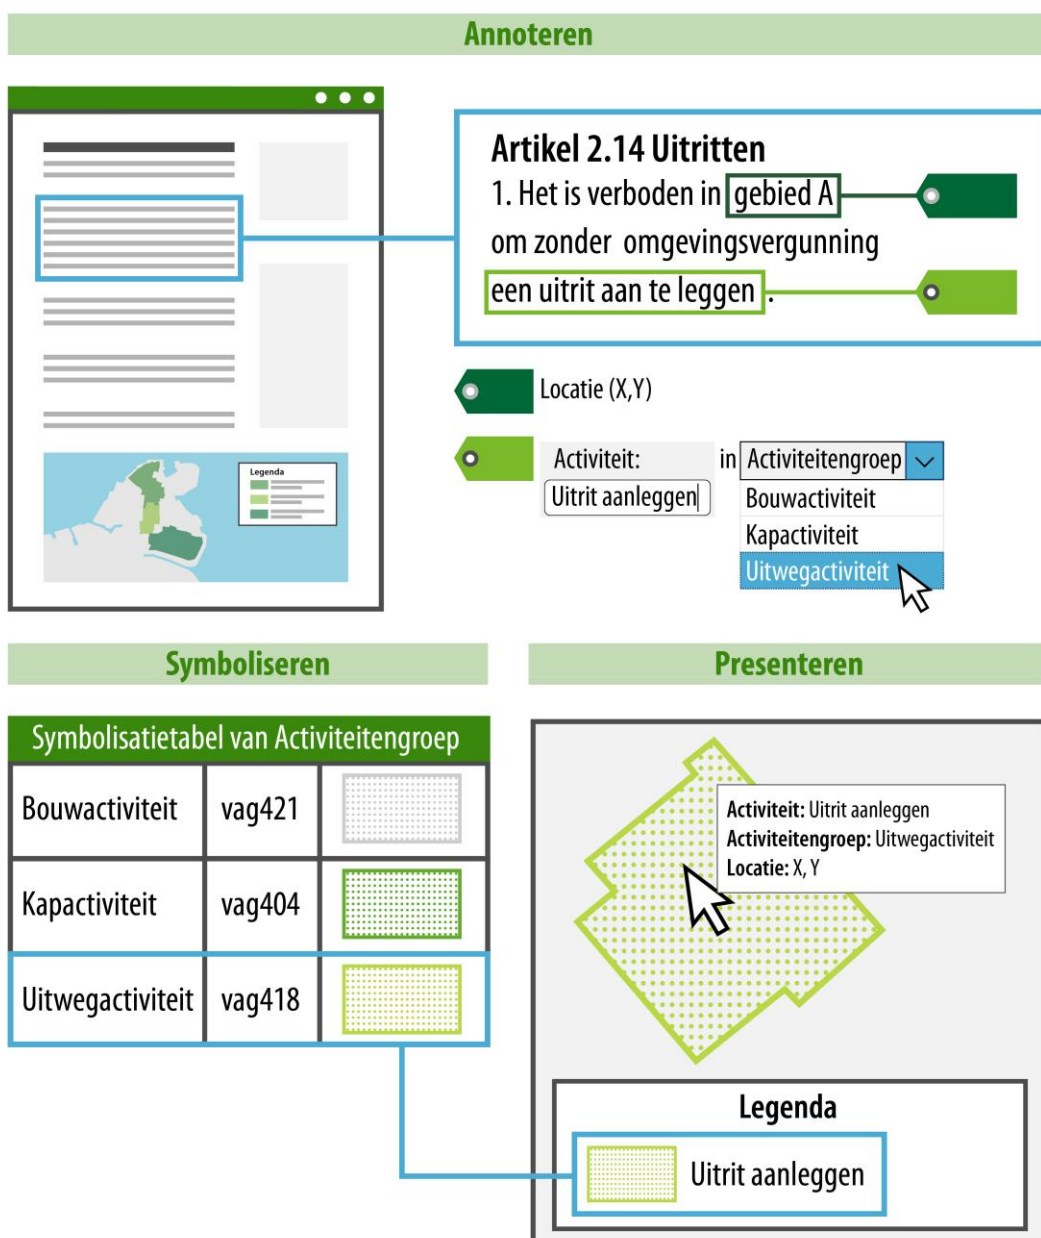 Annoteren
Artikel 2.14 Uitritten
1. Het is verboden in gebied A
om zonder omgevingsvergunning
een uitrit aan te leggen .
Legenda
Locatie (X,Y)
Activiteit: in Activiteitengroep
Uitrit aanleggen
Bouwactiviteit
Kapactiviteit
Uitwegactiviteit
Symboliseren
Symbolisatietabel van Activiteitengroep
Bouwactiviteit vag421
Kapactiviteit vag404
Uitwegactiviteit vag418
Presenteren
Activiteit: Uitrit aanleggen
Activiteitengroep: Uitwegactiviteit
Locatie: X, Y
Legenda
Uitrit aanleggen